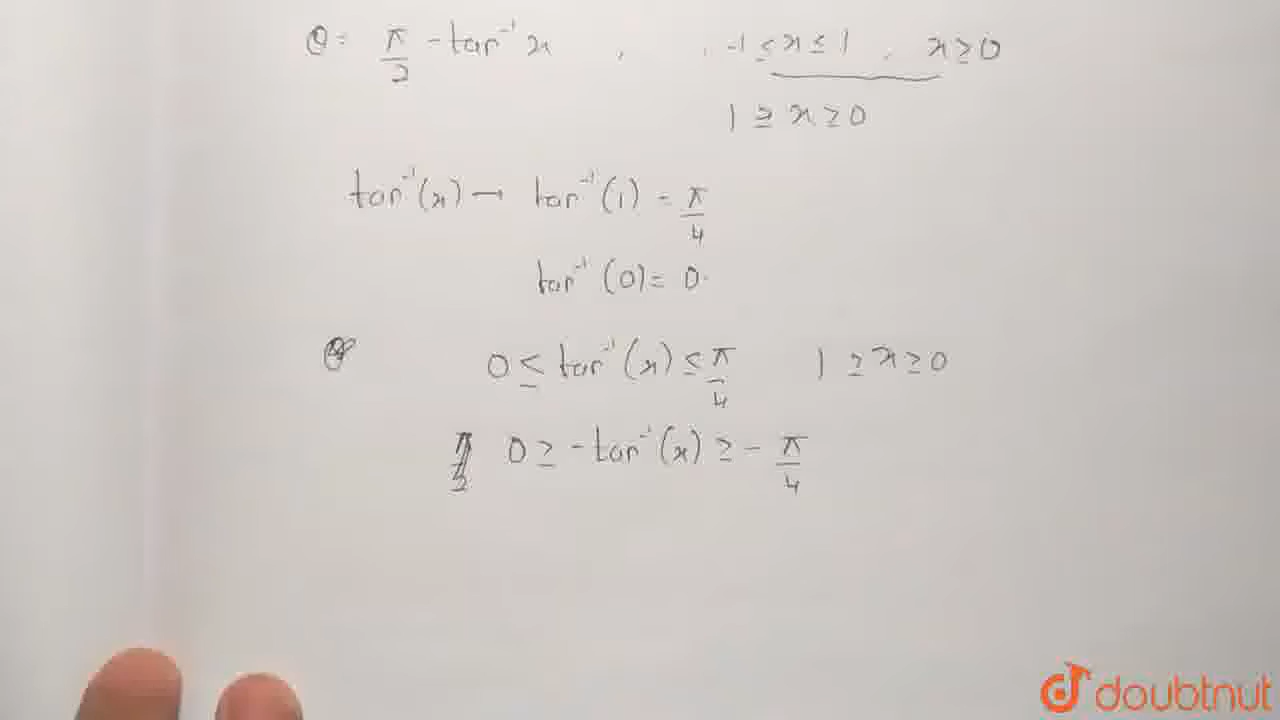 θ = π/2 - tan⁻¹ x , -1 ≤ x ≤ 1 , x ≥ 0
1 ≥ x ≥ 0
tan⁻¹(x) → tan⁻¹(1) = π/4
tan⁻¹(0) = 0
0 ≤ tan⁻¹(x) ≤ π/4 1 ≥ x ≥ 0
0 ≥ -tan⁻¹(x) ≥ -π/4
doubtnut